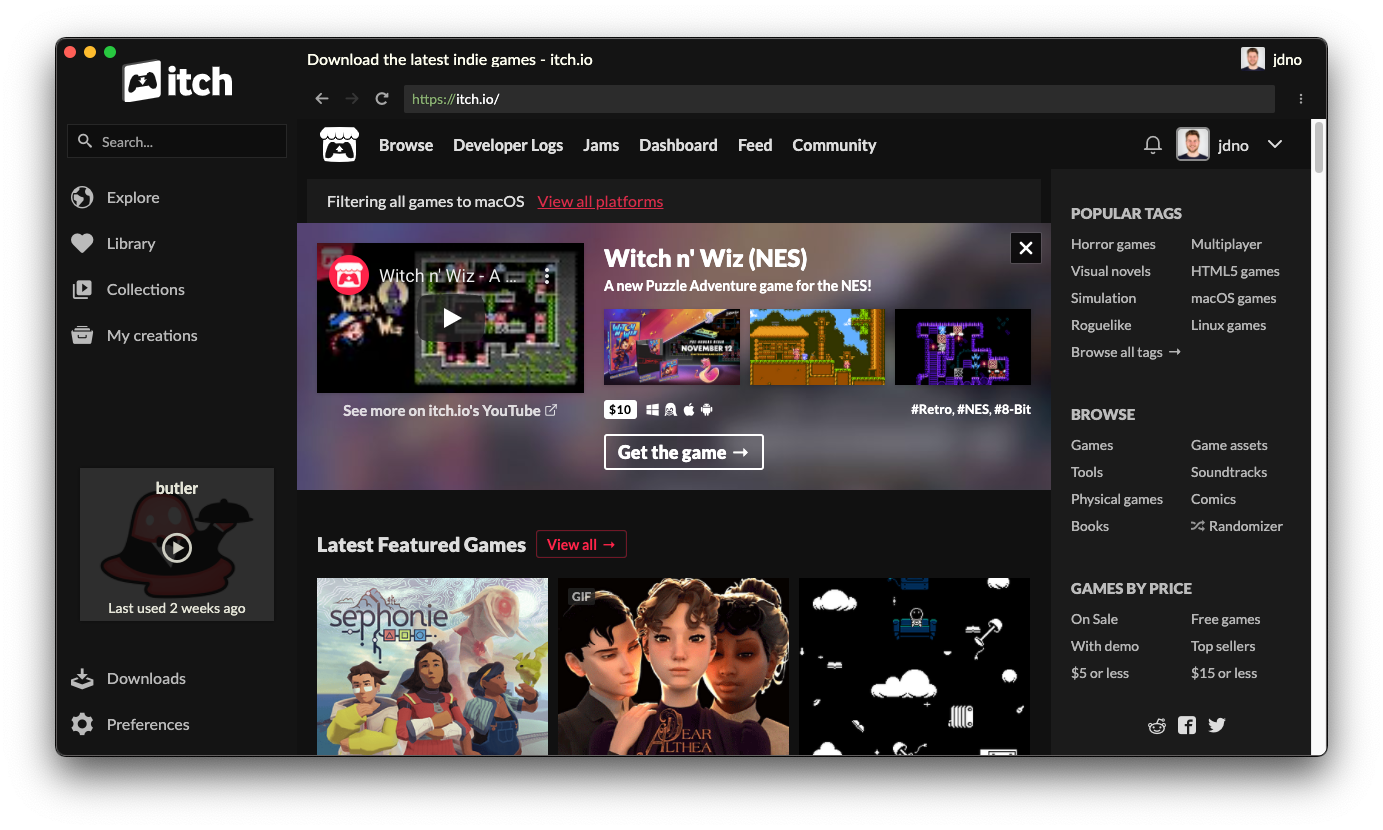 Download the latest indie games - itch.io
jdno
itch
https://itch.io/
Search...
Explore
Library
Collections
My creations
butler
Last used 2 weeks ago
Downloads
Preferences
Browse Developer Logs Jams Dashboard Feed Community
jdno
Filtering all games to macOS View all platforms
Witch n' Wiz - A ...
Witch n' Wiz
See more on itch.io's YouTube
Witch n' Wiz (NES)
A new Puzzle Adventure game for the NES!
NOVEMBER 12
$10
#Retro, #NES, #8-Bit
Get the game →
Latest Featured Games View all →
sephonie
GIF
DEAR
ALTHEA
POPULAR TAGS
Horror games Multiplayer
Visual novels HTML5 games
Simulation macOS games
Roguelike Linux games
Browse all tags →
BROWSE
Games Game assets
Tools Soundtracks
Physical games Comics
Books Randomizer
GAMES BY PRICE
On Sale Free games
With demo Top sellers
$5 or less $15 or less